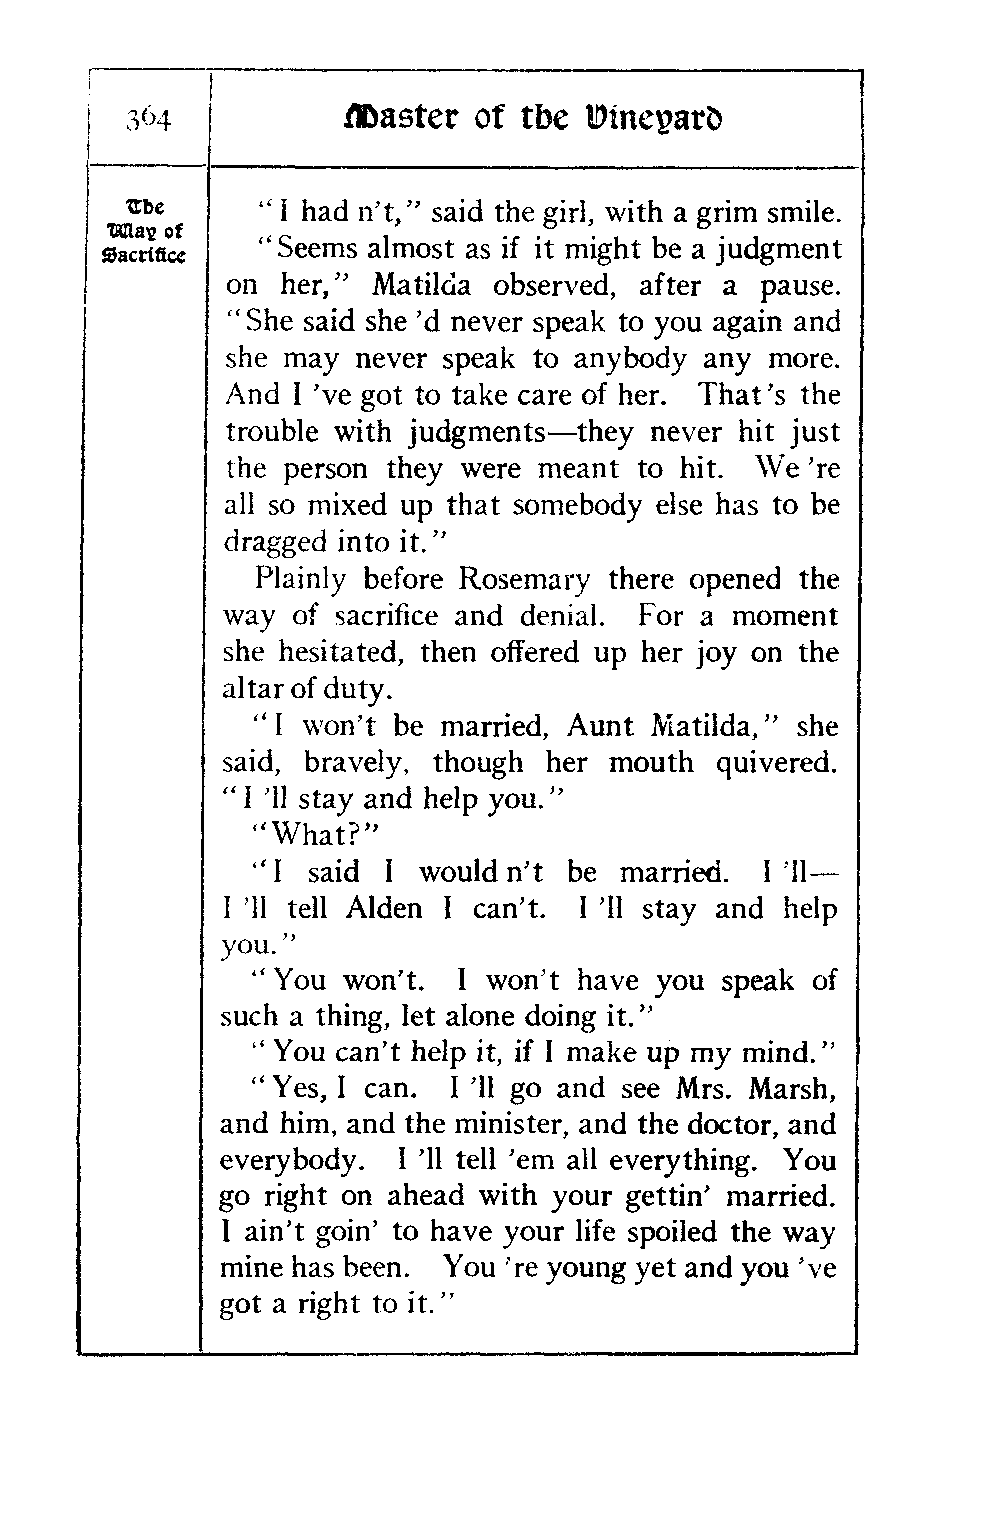 364
Master of the Vineyard
The
Way of
Sacrifice
“I had n’t,” said the girl, with a grim smile.
“Seems almost as if it might be a judgment
on her,” Matilda observed, after a pause.
“She said she ’d never speak to you again and
she may never speak to anybody any more.
And I ’ve got to take care of her. That ’s the
trouble with judgments—they never hit just
the person they were meant to hit. We ’re
all so mixed up that somebody else has to be
dragged into it.”
Plainly before Rosemary there opened the
way of sacrifice and denial. For a moment
she hesitated, then offered up her joy on the
altar of duty.
“I won’t be married, Aunt Matilda,” she
said, bravely, though her mouth quivered.
“I ’ll stay and help you.”
“What?”
“I said I would n’t be married. I ’ll—
I ’ll tell Alden I can’t. I ’ll stay and help
you.”
“You won’t. I won’t have you speak of
such a thing, let alone doing it.”
“You can’t help it, if I make up my mind.”
“Yes, I can. I ’ll go and see Mrs. Marsh,
and him, and the minister, and the doctor, and
everybody. I ’ll tell ’em all everything. You
go right on ahead with your gettin’ married.
I ain’t goin’ to have your life spoiled the way
mine has been. You ’re young yet and you ’ve
got a right to it.”